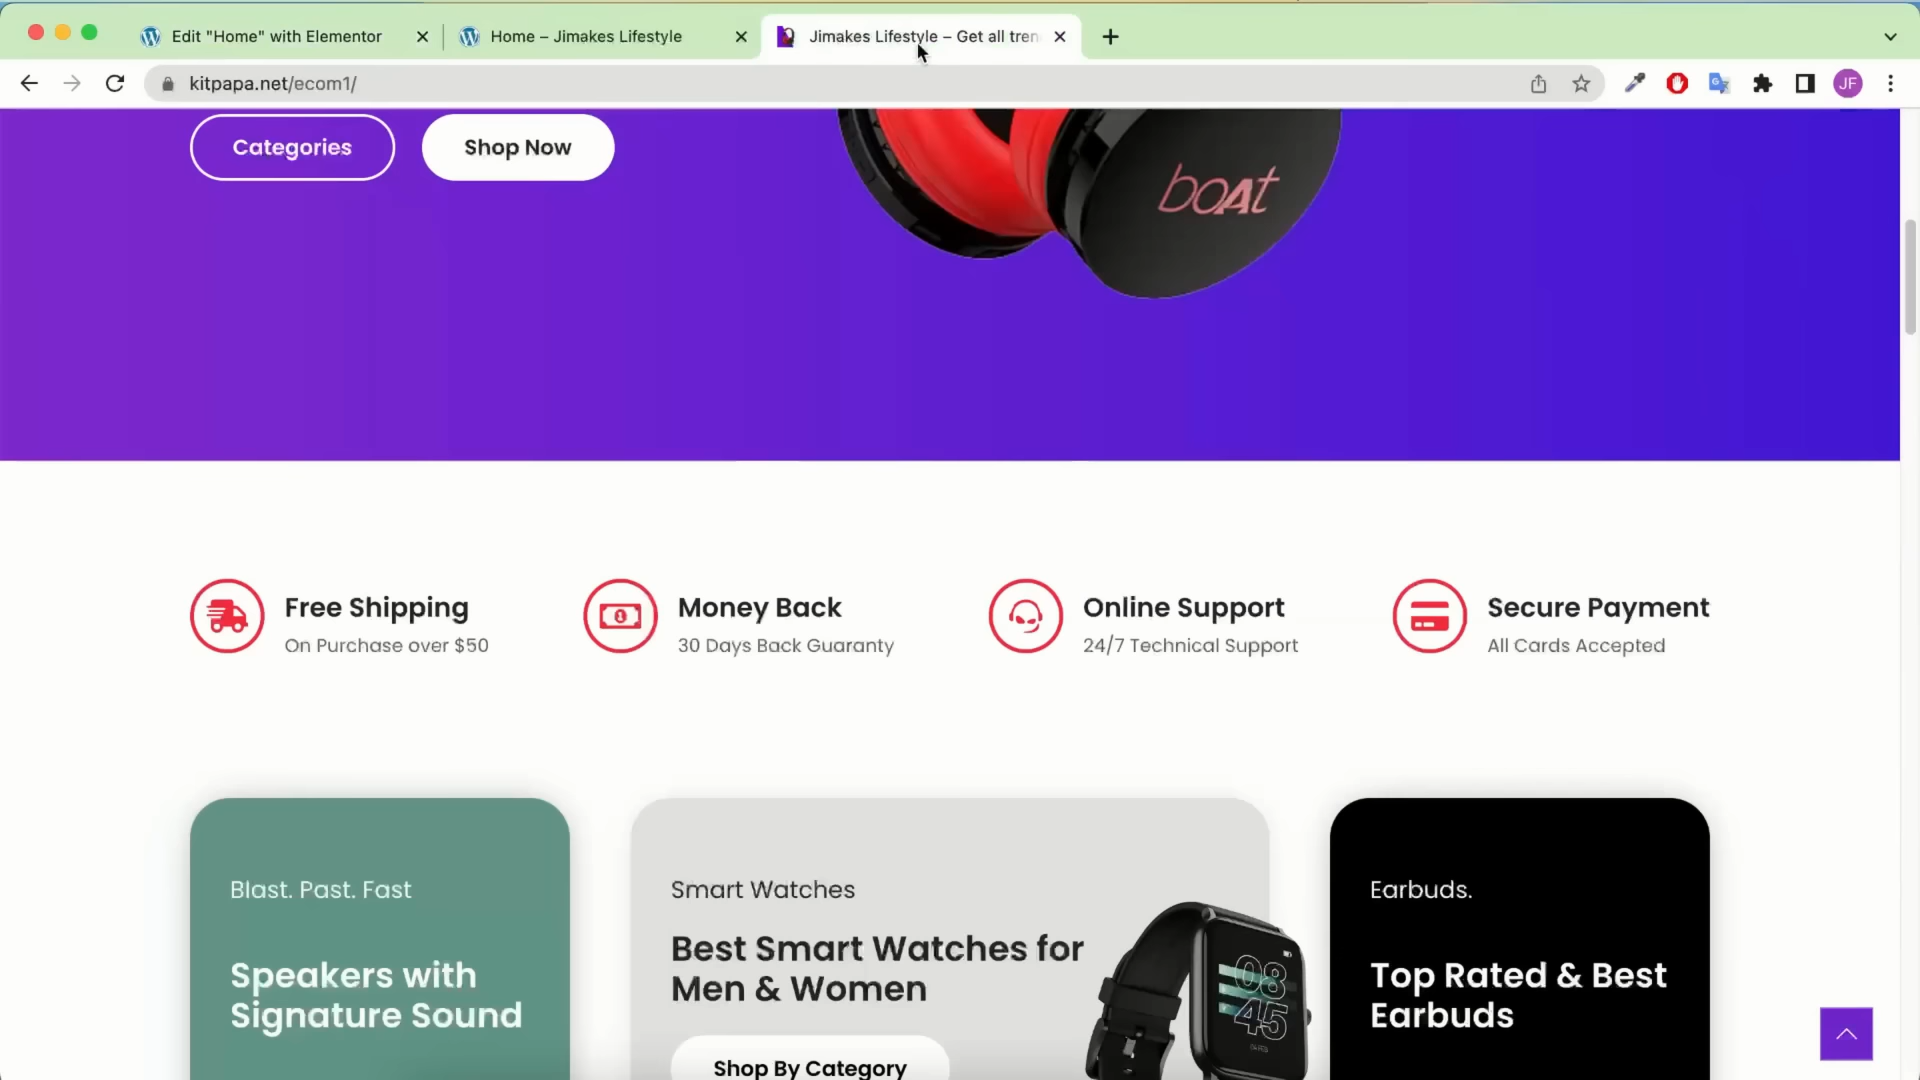 Edit "Home" with Elementor
Home – Jimakes Lifestyle
Jimakes Lifestyle – Get all tren
kitpapa.net/ecom1/
JF
Categories
Shop Now
boAt
Free Shipping
On Purchase over $50
Money Back
30 Days Back Guaranty
Online Support
24/7 Technical Support
Secure Payment
All Cards Accepted
Blast. Past. Fast
Speakers with
Signature Sound
Smart Watches
Best Smart Watches for
Men & Women
Shop By Category
08
45
Earbuds.
Top Rated & Best
Earbuds